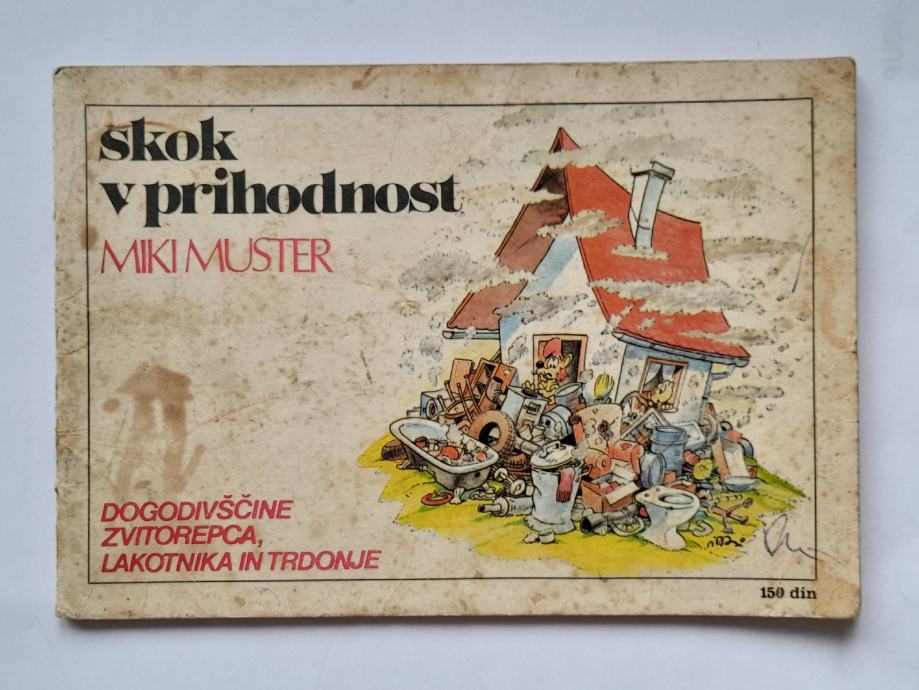 skok
v prihodnost
MIKI MUSTER
DOGODIVŠČINE
ZVITOREPCA,
LAKOTNIKA IN TRDONJE
150 din